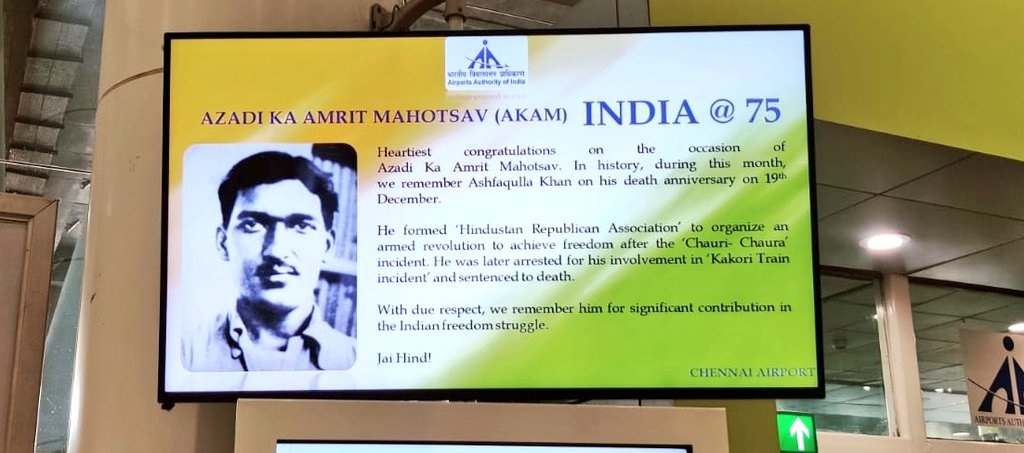 भारतीय विमानपत्तन प्राधिकरण
Airports Authority of India
AZADI KA AMRIT MAHOTSAV (AKAM) INDIA @ 75
Heartiest congratulations on the occasion of
Azadi Ka Amrit Mahotsav. In history, during this month,
we remember Ashfaqulla Khan on his death anniversary on 19th
December.
He formed 'Hindustan Republican Association' to organize an
armed revolution to achieve freedom after the 'Chauri- Chaura'
incident. He was later arrested for his involvement in 'Kakori Train
incident' and sentenced to death.
With due respect, we remember him for significant contribution in
the Indian freedom struggle.
Jai Hind!
CHENNAI AIRPORT
AIRPORTS AUTH